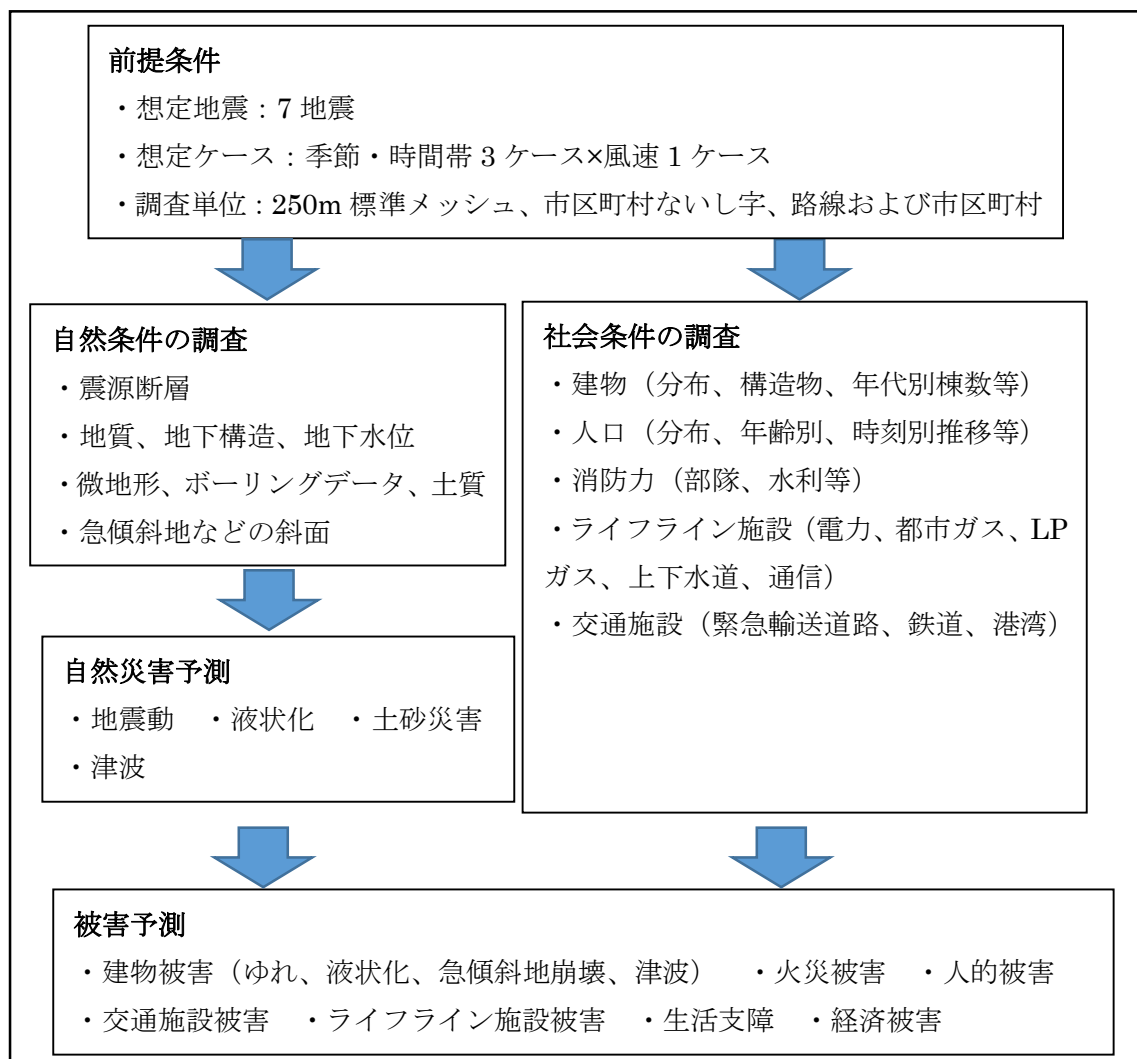 前提条件
・想定地震：7 地震
・想定ケース：季節・時間帯 3 ケース×風速 1 ケース
・調査単位：250m 標準メッシュ、市区町村ないし字、路線および市区町村
自然条件の調査
・震源断層
・地質、地下構造、地下水位
・微地形、ボーリングデータ、土質
・急傾斜地などの斜面
社会条件の調査
・建物（分布、構造物、年代別棟数等）
・人口（分布、年齢別、時刻別推移等）
・消防力（部隊、水利等）
・ライフライン施設（電力、都市ガス、LP
ガス、上下水道、通信）
・交通施設（緊急輸送道路、鉄道、港湾）
自然災害予測
・地震動　・液状化　・土砂災害
・津波
被害予測
・建物被害（ゆれ、液状化、急傾斜地崩壊、津波）　・火災被害　・人的被害
・交通施設被害　・ライフライン施設被害　・生活支障　・経済被害